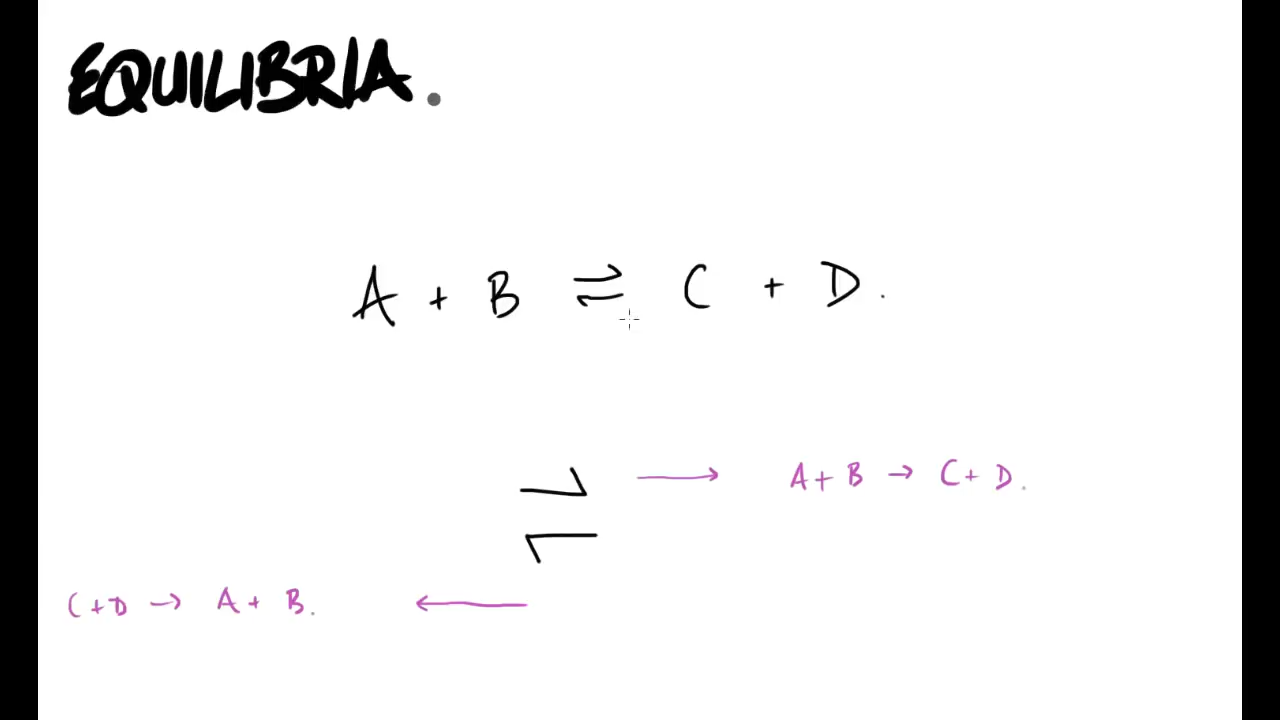 EQUILIBRIA.
A + B ⇌ C + D.
⇌ → A + B → C + D.
C + D → A + B. ←